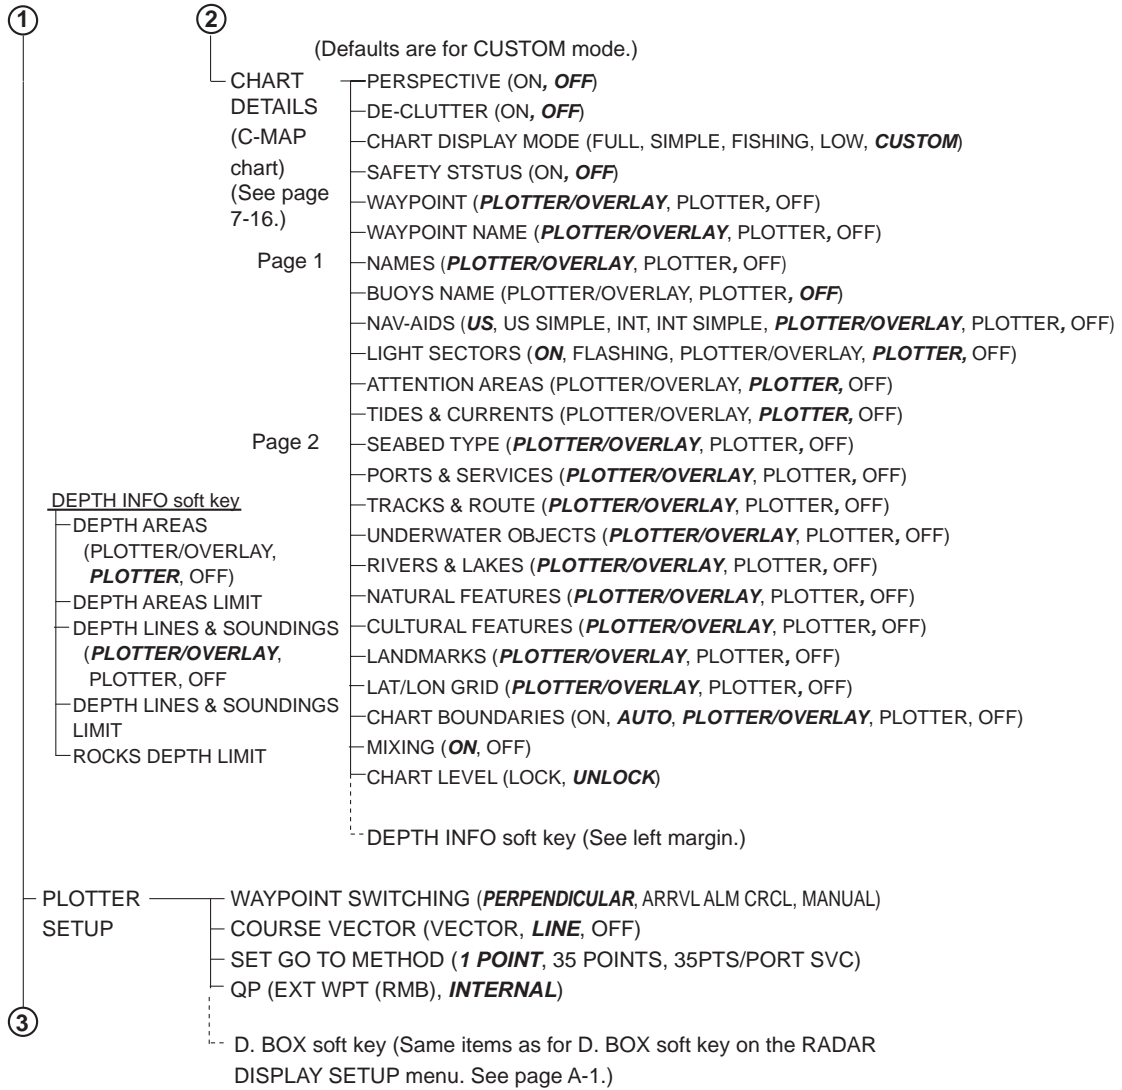 1
2
(Defaults are for CUSTOM mode.)
CHART
DETAILS
(C-MAP
chart)
(See page
7-16.)
PERSPECTIVE (ON, OFF)
DE-CLUTTER (ON, OFF)
CHART DISPLAY MODE (FULL, SIMPLE, FISHING, LOW, CUSTOM)
SAFETY STSTUS (ON, OFF)
WAYPOINT (PLOTTER/OVERLAY, PLOTTER, OFF)
WAYPOINT NAME (PLOTTER/OVERLAY, PLOTTER, OFF)
Page 1
NAMES (PLOTTER/OVERLAY, PLOTTER, OFF)
BUOYS NAME (PLOTTER/OVERLAY, PLOTTER, OFF)
NAV-AIDS (US, US SIMPLE, INT, INT SIMPLE, PLOTTER/OVERLAY, PLOTTER, OFF)
LIGHT SECTORS (ON, FLASHING, PLOTTER/OVERLAY, PLOTTER, OFF)
ATTENTION AREAS (PLOTTER/OVERLAY, PLOTTER, OFF)
TIDES & CURRENTS (PLOTTER/OVERLAY, PLOTTER, OFF)
Page 2
SEABED TYPE (PLOTTER/OVERLAY, PLOTTER, OFF)
PORTS & SERVICES (PLOTTER/OVERLAY, PLOTTER, OFF)
TRACKS & ROUTE (PLOTTER/OVERLAY, PLOTTER, OFF)
UNDERWATER OBJECTS (PLOTTER/OVERLAY, PLOTTER, OFF)
RIVERS & LAKES (PLOTTER/OVERLAY, PLOTTER, OFF)
NATURAL FEATURES (PLOTTER/OVERLAY, PLOTTER, OFF)
CULTURAL FEATURES (PLOTTER/OVERLAY, PLOTTER, OFF)
LANDMARKS (PLOTTER/OVERLAY, PLOTTER, OFF)
LAT/LON GRID (PLOTTER/OVERLAY, PLOTTER, OFF)
CHART BOUNDARIES (ON, AUTO, PLOTTER/OVERLAY, PLOTTER, OFF)
MIXING (ON, OFF)
CHART LEVEL (LOCK, UNLOCK)
DEPTH INFO soft key (See left margin.)
DEPTH INFO soft key
DEPTH AREAS
(PLOTTER/OVERLAY,
PLOTTER, OFF)
DEPTH AREAS LIMIT
DEPTH LINES & SOUNDINGS
(PLOTTER/OVERLAY,
PLOTTER, OFF
DEPTH LINES & SOUNDINGS
LIMIT
ROCKS DEPTH LIMIT
PLOTTER
SETUP
WAYPOINT SWITCHING (PERPENDICULAR, ARRVL ALM CRCL, MANUAL)
COURSE VECTOR (VECTOR, LINE, OFF)
SET GO TO METHOD (1 POINT, 35 POINTS, 35PTS/PORT SVC)
QP (EXT WPT (RMB), INTERNAL)
3
D. BOX soft key (Same items as for D. BOX soft key on the RADAR
DISPLAY SETUP menu. See page A-1.)